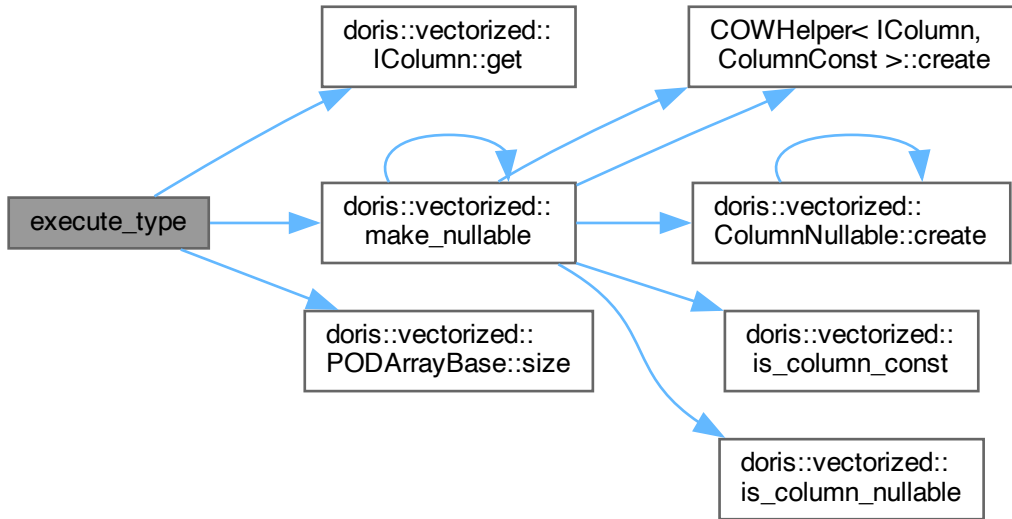 execute_type
doris::vectorized::
IColumn::get
doris::vectorized::
make_nullable
doris::vectorized::
PODArrayBase::size
COWHelper< IColumn,
ColumnConst >::create
doris::vectorized::
ColumnNullable::create
doris::vectorized::
is_column_const
doris::vectorized::
is_column_nullable